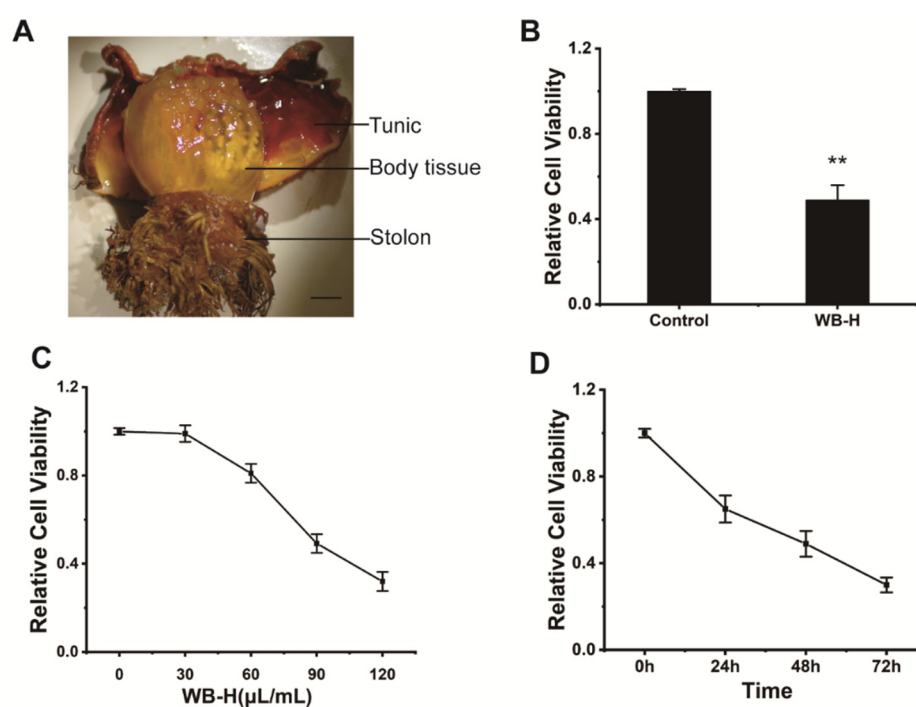 A
Tunic
Body tissue
Stolon
B
Relative Cell Viability
1.2
0.8
0.4
0.0
**
Control
WB-H
C
Relative Cell Viability
1.2
0.8
0.4
0.0
0 30 60 90 120
WB-H(μL/mL)
D
Relative Cell Viability
1.2
0.8
0.4
0.0
0h 24h 48h 72h
Time